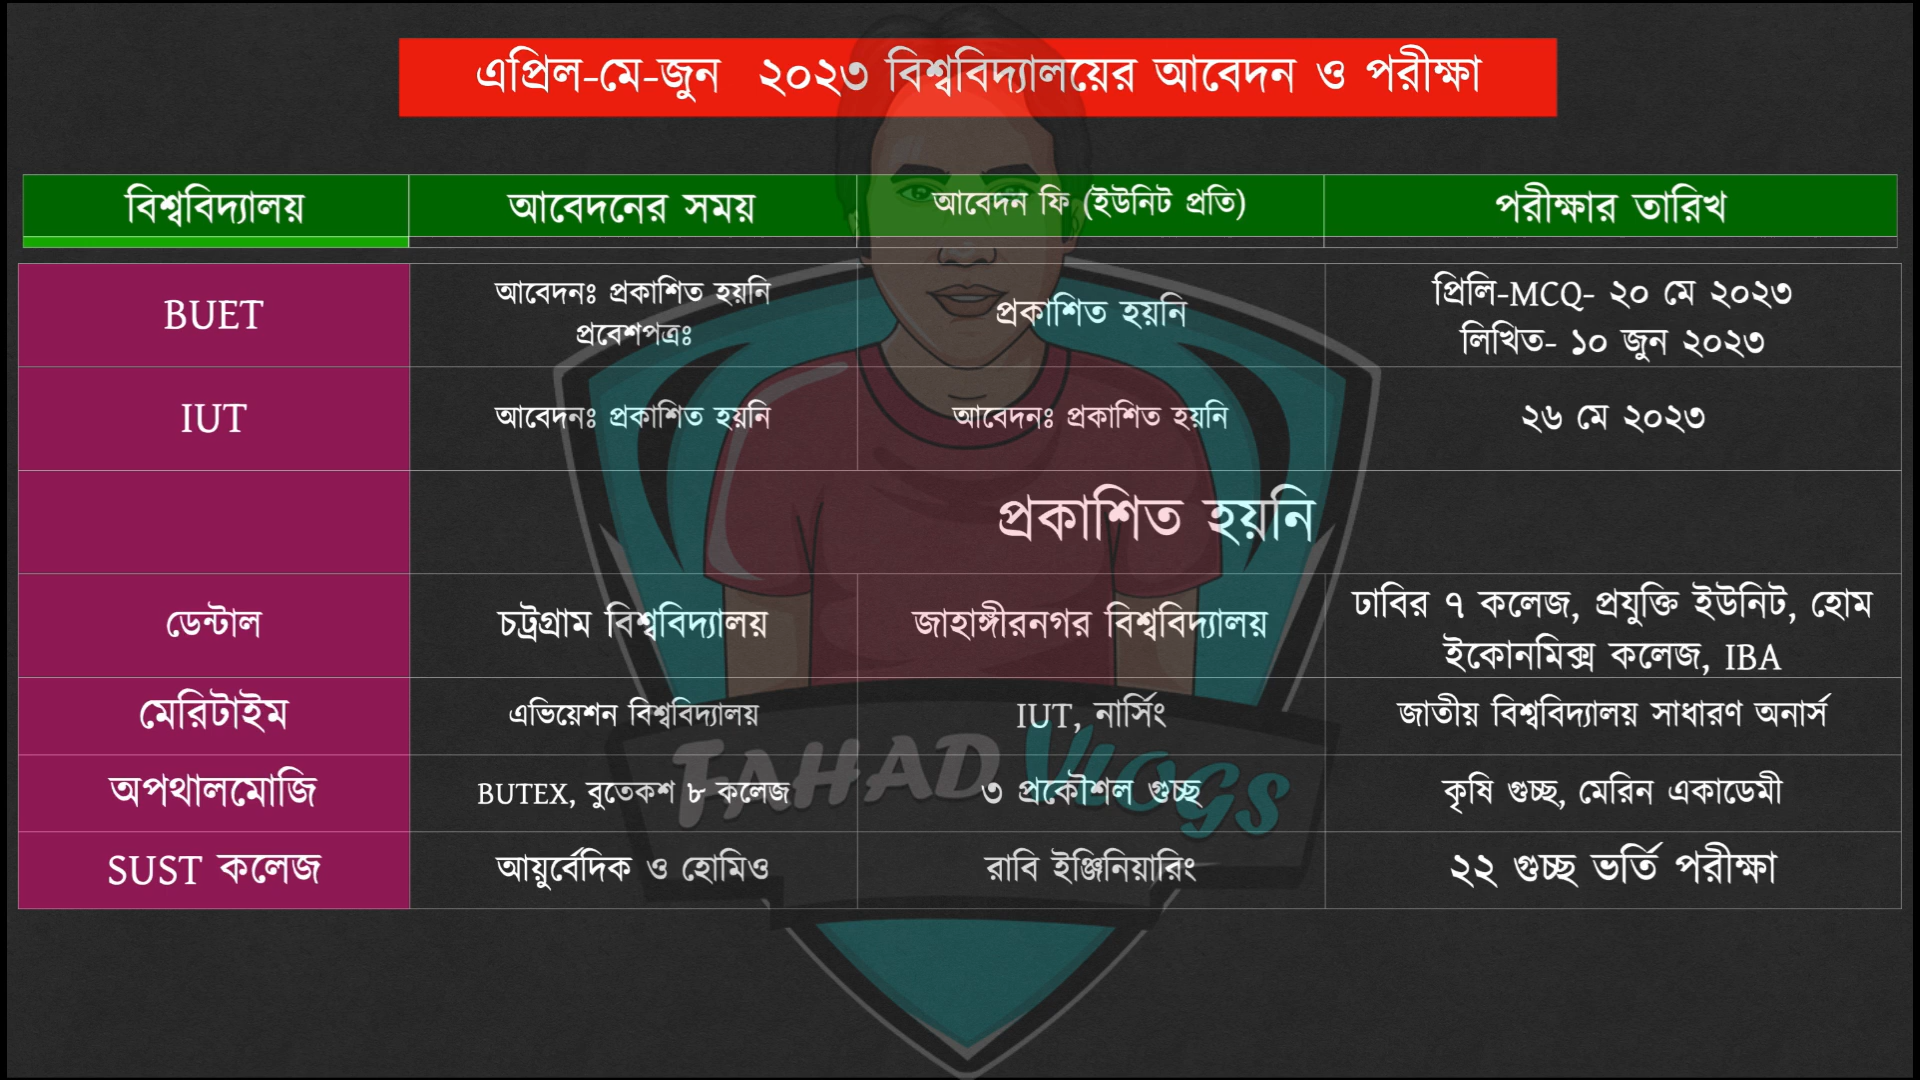 এপ্রিল-মে-জুন ২০২৩ বিশ্ববিদ্যালয়ের আবেদন ও পরীক্ষা
বিশ্ববিদ্যালয় আবেদনের সময় আবেদন ফি (ইউনিট প্রতি) পরীক্ষার তারিখ
BUET
আবেদনঃ প্রকাশিত হয়নি
প্রবেশপত্রঃ
প্রকাশিত হয়নি
প্রিলি-MCQ- ২০ মে ২০২৩
লিখিত- ১০ জুন ২০২৩
IUT আবেদনঃ প্রকাশিত হয়নি আবেদনঃ প্রকাশিত হয়নি ২৬ মে ২০২৩
প্রকাশিত হয়নি
ডেন্টাল চট্রগ্রাম বিশ্ববিদ্যালয় জাহাঙ্গীরনগর বিশ্ববিদ্যালয়
ঢাবির ৭ কলেজ, প্রযুক্তি ইউনিট, হোম
ইকোনমিক্স কলেজ, IBA
মেরিটাইম এভিয়েশন বিশ্ববিদ্যালয় IUT, নার্সিং জাতীয় বিশ্ববিদ্যালয় সাধারণ অনার্স
অপথালমোজি BUTEX, বুতেকশ ৮ কলেজ ৩ প্রকৌশল গুচ্ছ কৃষি গুচ্ছ, মেরিন একাডেমী
SUST কলেজ আয়ুর্বেদিক ও হোমিও রাবি ইঞ্জিনিয়ারিং ২২ গুচ্ছ ভর্তি পরীক্ষা
FAHAD VLOGS